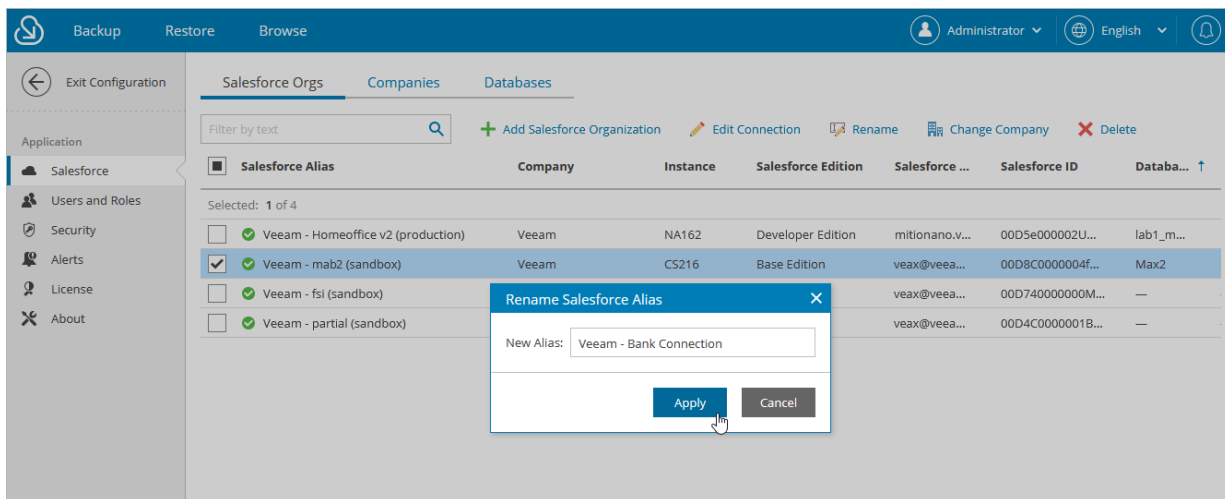 Backup Restore Browse Administrator English
Exit Configuration
Salesforce Orgs Companies Databases
Application
Salesforce
Users and Roles
Security
Alerts
License
About
Filter by text Add Salesforce Organization Edit Connection Rename Change Company Delete
Salesforce Alias Company Instance Salesforce Edition Salesforce ... Salesforce ID Databa... ↑
Selected: 1 of 4
Veeam - Homeoffice v2 (production) Veeam NA162 Developer Edition mitionano.v... 00D5e000002U... lab1_m...
Veeam - mab2 (sandbox) Veeam CS216 Base Edition veax@veea... 00D8C0000004f... Max2
Veeam - fsi (sandbox) veax@veea... 00D740000000M... —
Veeam - partial (sandbox) veax@veea... 00D4C0000001B... —
Rename Salesforce Alias
New Alias: Veeam - Bank Connection
Apply Cancel